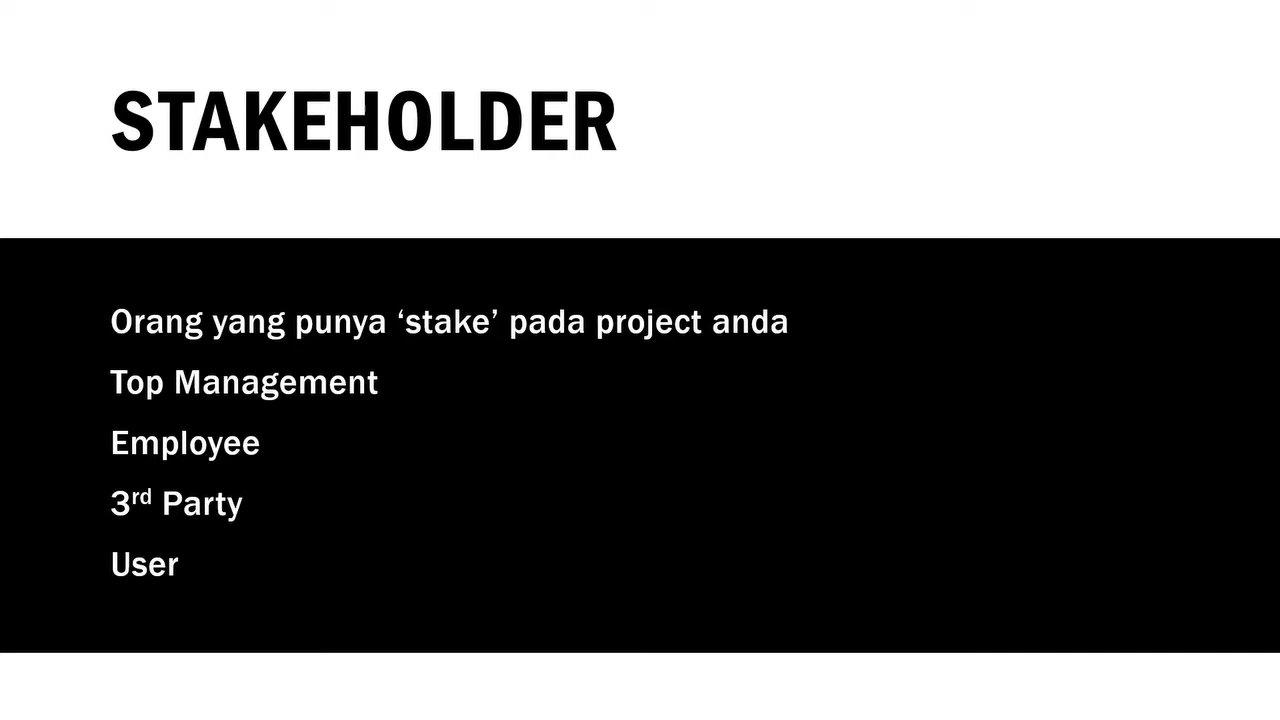 STAKEHOLDER
Orang yang punya ‘stake’ pada project anda
Top Management
Employee
3rd Party
User